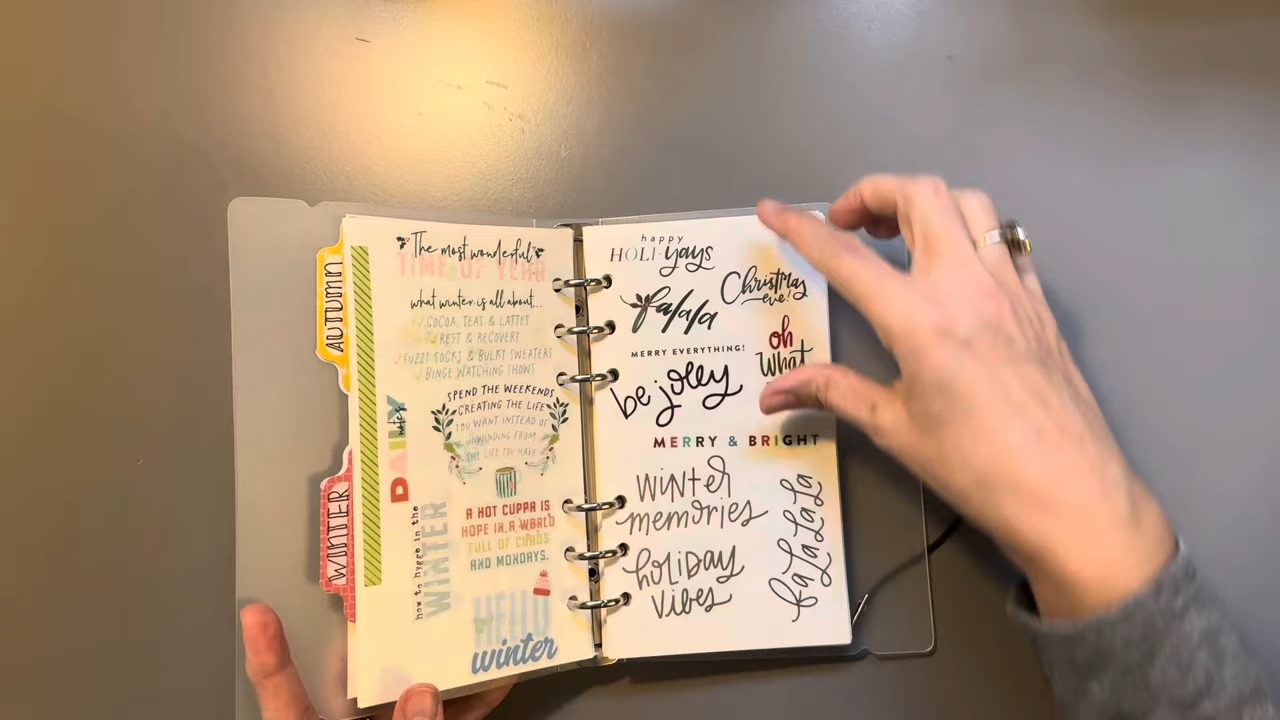 AUTUMN
WINTER
The most wonderful
TIME OF YEAR
what winter is all about...
COCOA, TEAS & LATTES
REST & RECOVERY
FUZZY SOCKS & BULKY SWEATERS
BINGE WATCHING SHOWS
SPEND THE WEEKENDS
CREATING THE LIFE
YOU WANT INSTEAD OF
UNWINDING FROM
THE LIFE YOU HAVE
DAILY
how to hygge in the
WINTER
A HOT CUPPA IS
HOPE IN A WORLD
FULL OF CHAOS
AND MONDAYS.
HELLO
winter
happy
HOLI-yays
Christmas
eve!
fa la la
MERRY EVERYTHING!
oh
what
be jolly
MERRY & BRIGHT
winter
memories
holiday
vibes
fa La La La